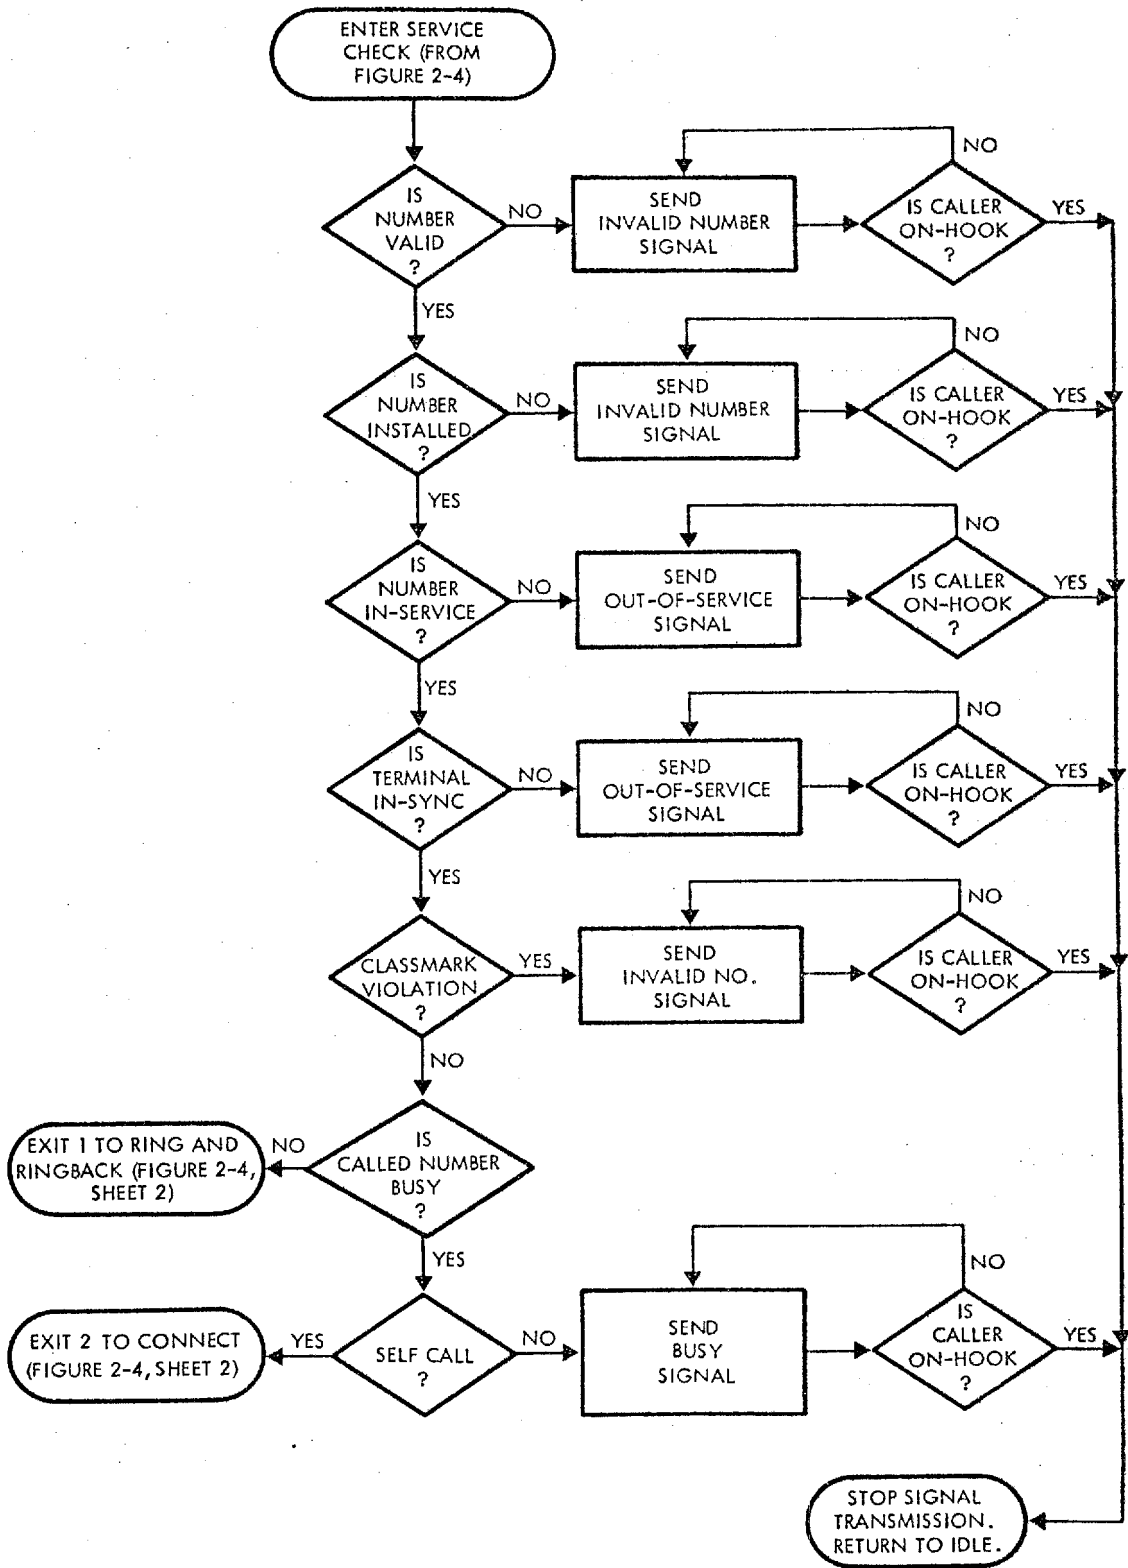 ENTER SERVICE
CHECK (FROM
FIGURE 2-4)
IS
NUMBER
VALID
?
NO
SEND
INVALID NUMBER
SIGNAL
NO
IS CALLER
ON-HOOK
?
YES
YES
IS
NUMBER
INSTALLED
?
NO
SEND
INVALID NUMBER
SIGNAL
NO
IS CALLER
ON-HOOK
?
YES
YES
IS
NUMBER
IN-SERVICE
?
NO
SEND
OUT-OF-SERVICE
SIGNAL
NO
IS CALLER
ON-HOOK
?
YES
YES
IS
TERMINAL
IN-SYNC
?
NO
SEND
OUT-OF-SERVICE
SIGNAL
NO
IS CALLER
ON-HOOK
?
YES
YES
CLASSMARK
VIOLATION
?
YES
SEND
INVALID NO.
SIGNAL
NO
IS CALLER
ON-HOOK
?
YES
NO
IS
CALLED NUMBER
BUSY
?
NO
EXIT 1 TO RING AND
RINGBACK (FIGURE 2-4,
SHEET 2)
YES
SELF CALL
?
YES
EXIT 2 TO CONNECT
(FIGURE 2-4, SHEET 2)
NO
SEND
BUSY
SIGNAL
NO
IS
CALLER
ON-HOOK
?
YES
STOP SIGNAL
TRANSMISSION.
RETURN TO IDLE.